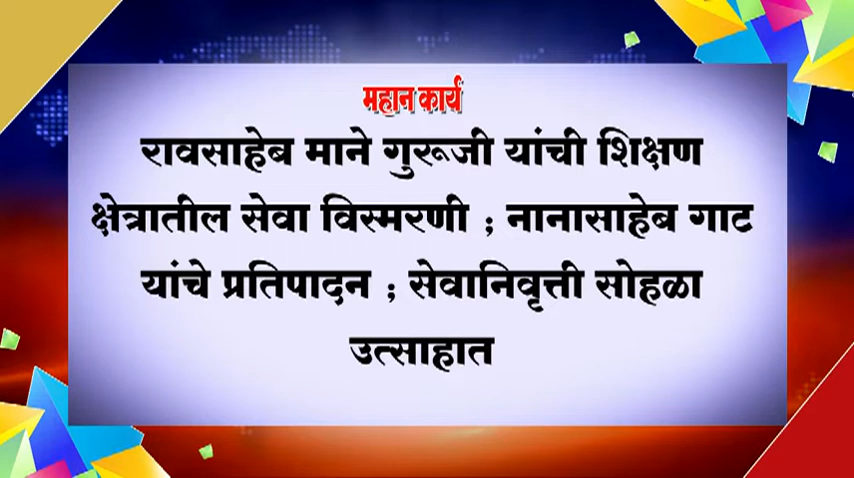 महान कार्य
रावसाहेब माने गुरूजी यांची शिक्षण
क्षेत्रातील सेवा विस्मरणी ; नानासाहेब गाट
यांचे प्रतिपादन ; सेवानिवृत्ती सोहळा
उत्साहात